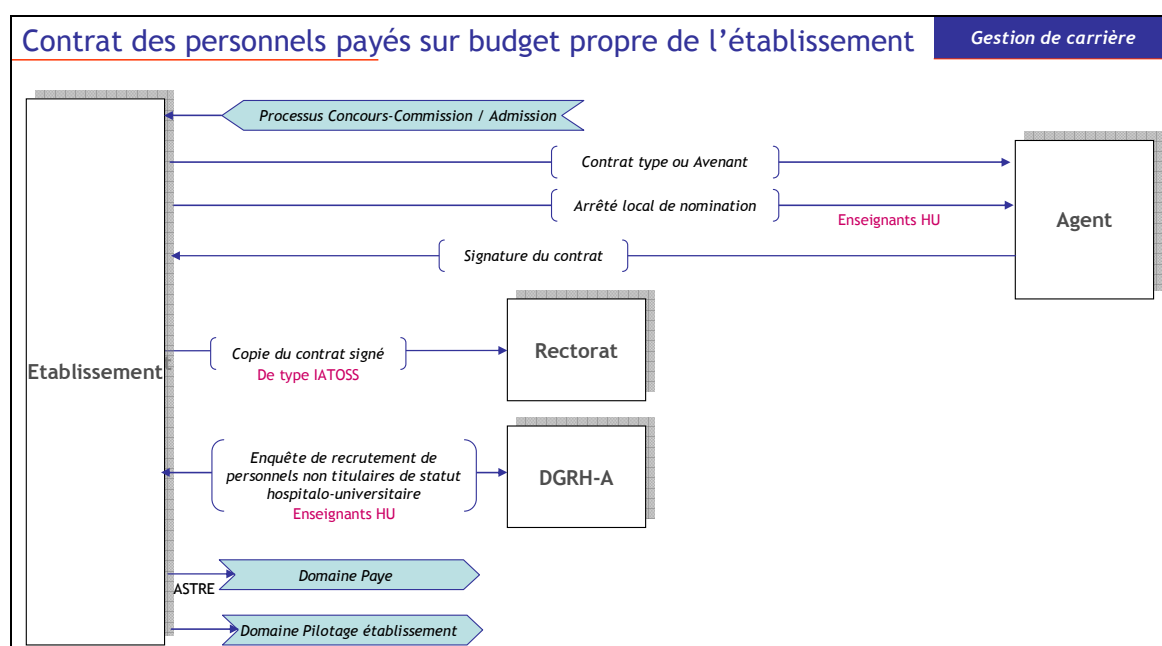 Contrat des personnels payés sur budget propre de l'établissement
Gestion de carrière
Processus Concours-Commission / Admission
Contrat type ou Avenant
Arrêté local de nomination
Enseignants HU
Agent
Signature du contrat
Copie du contrat signé
De type IATOSS
Rectorat
Etablissement
Enquête de recrutement de
personnels non titulaires de statut
hospitalo-universitaire
Enseignants HU
DGRH-A
ASTRE
Domaine Paye
Domaine Pilotage établissement